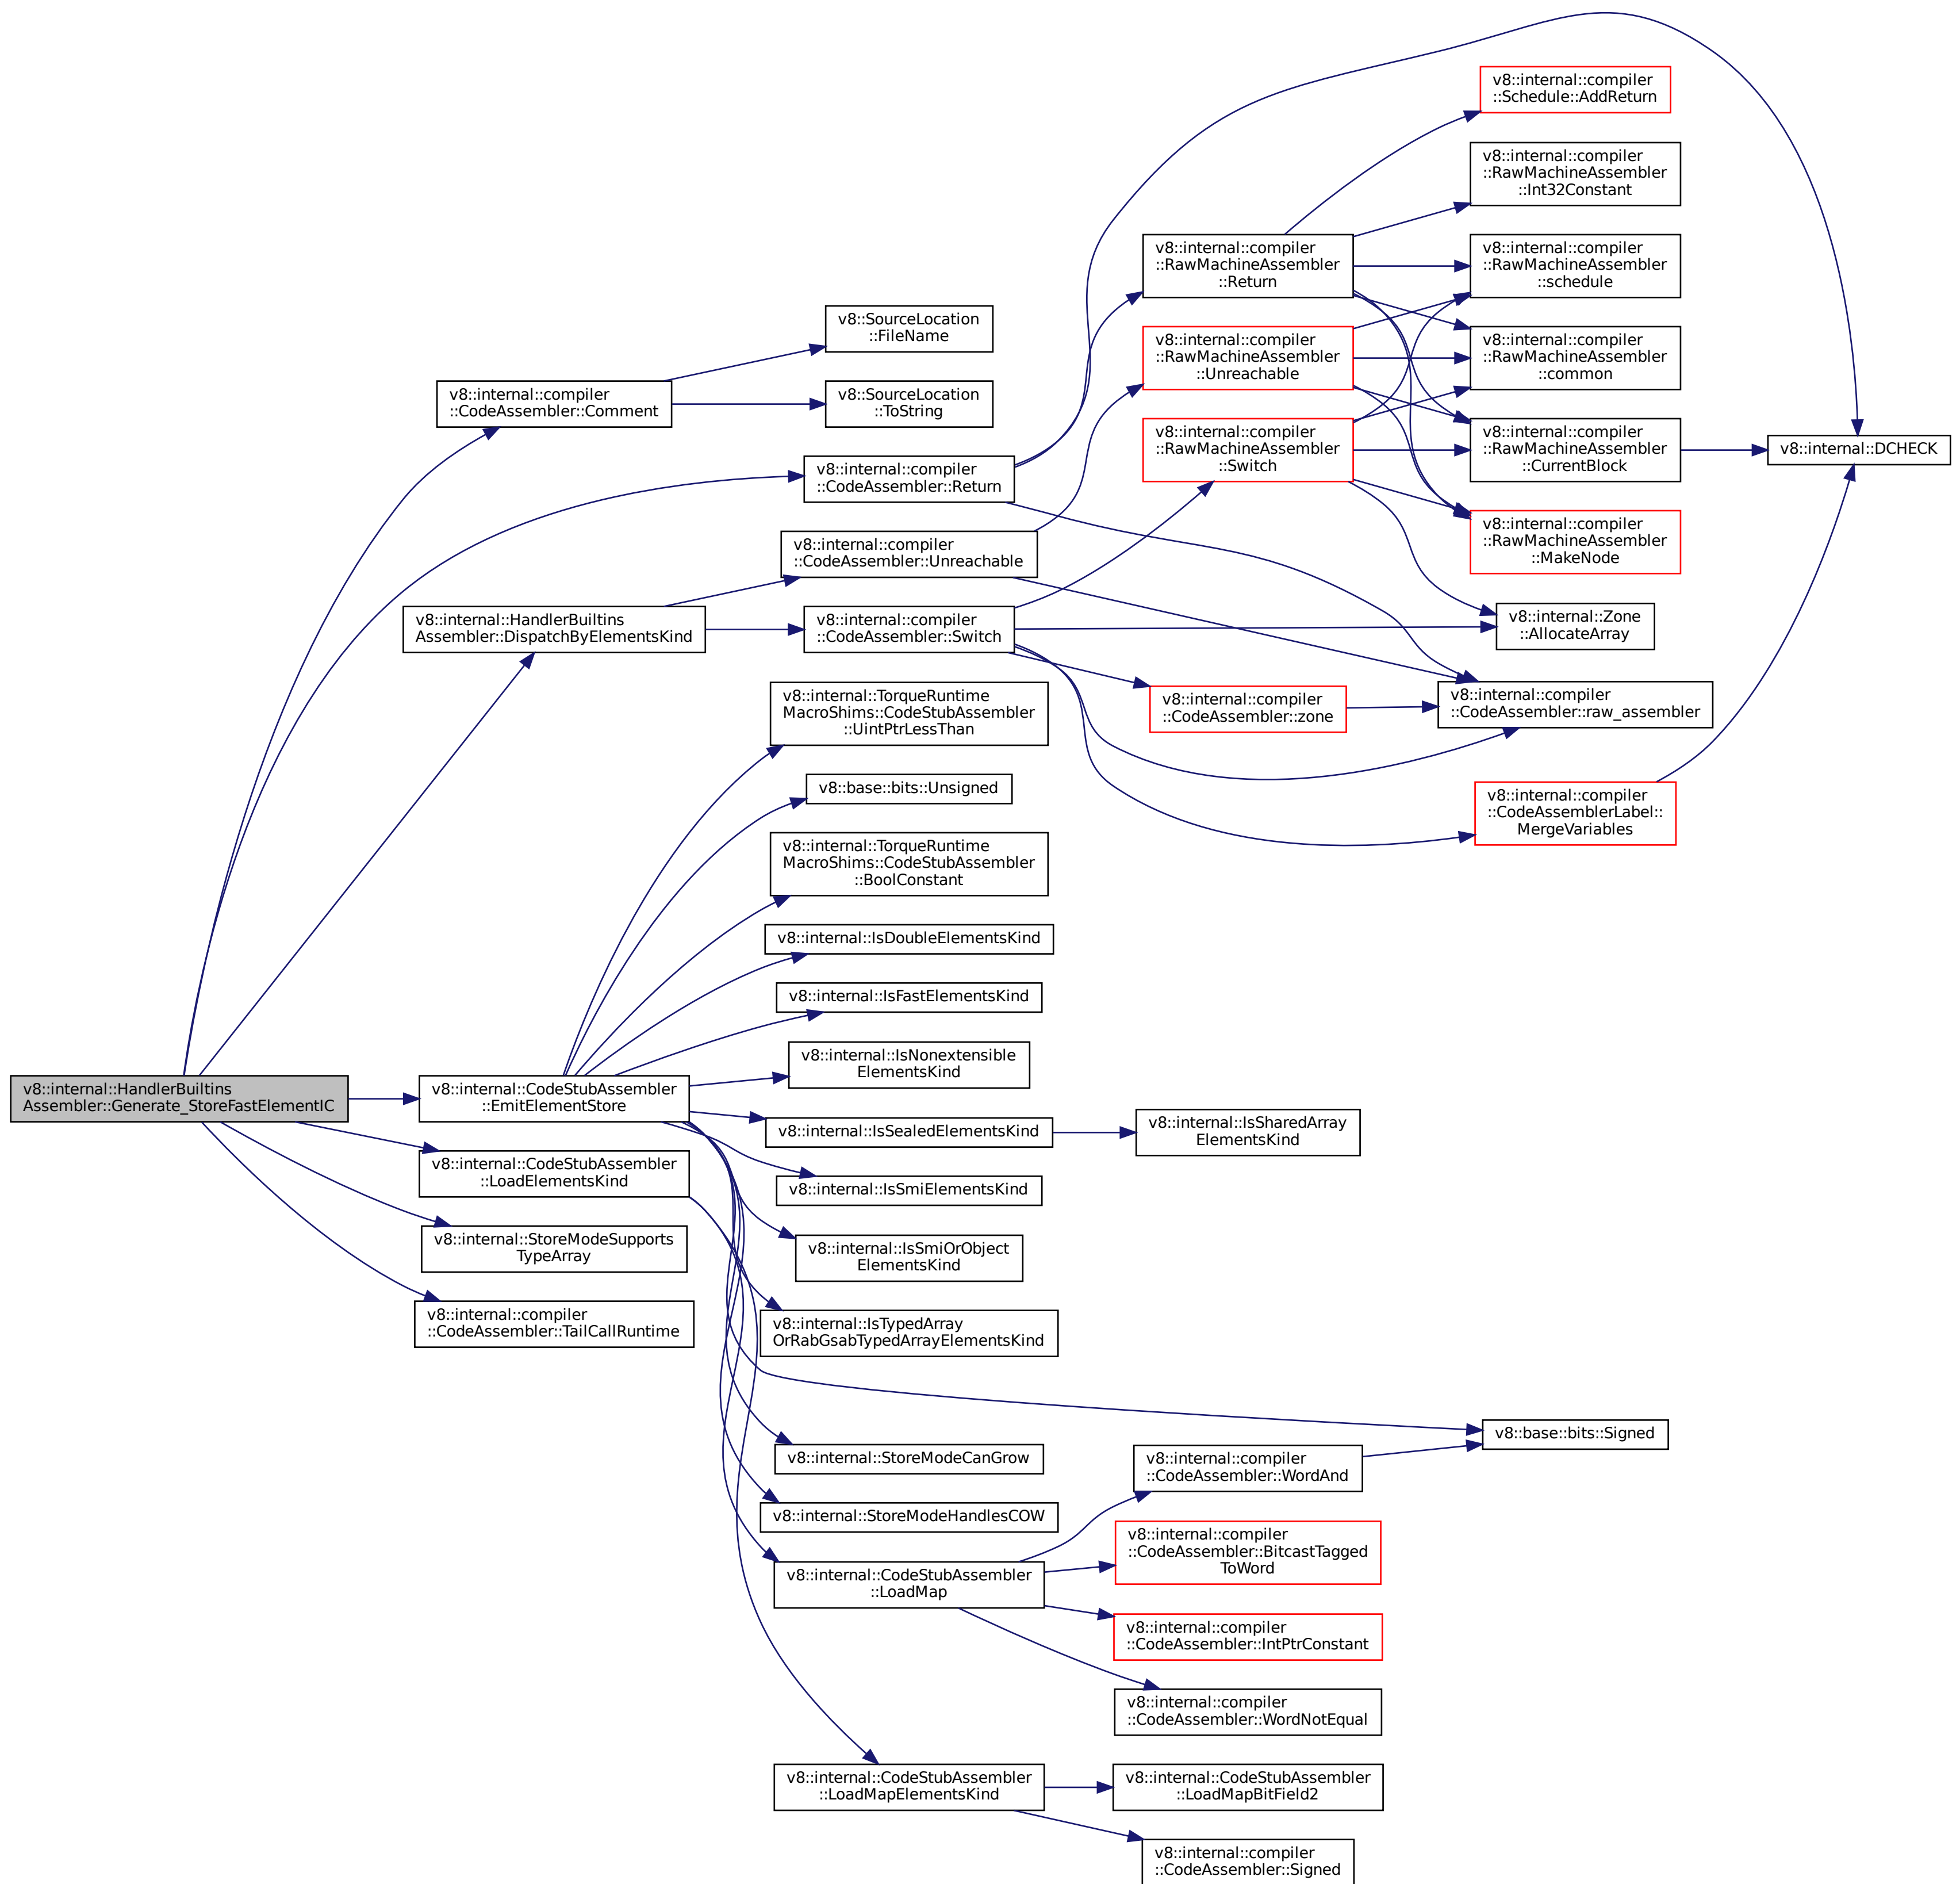 v8::internal::HandlerBuiltins
Assembler::Generate_StoreFastElementIC
v8::internal::compiler
::CodeAssembler::Comment
v8::SourceLocation
::FileName
v8::SourceLocation
::ToString
v8::internal::compiler
::CodeAssembler::Return
v8::internal::HandlerBuiltins
Assembler::DispatchByElementsKind
v8::internal::compiler
::CodeAssembler::Unreachable
v8::internal::compiler
::CodeAssembler::Switch
v8::internal::compiler
::RawMachineAssembler
::Return
v8::internal::compiler
::RawMachineAssembler
::Unreachable
v8::internal::compiler
::RawMachineAssembler
::Switch
v8::internal::compiler
::CodeAssembler::zone
v8::internal::compiler
::Schedule::AddReturn
v8::internal::compiler
::RawMachineAssembler
::Int32Constant
v8::internal::compiler
::RawMachineAssembler
::schedule
v8::internal::compiler
::RawMachineAssembler
::common
v8::internal::compiler
::RawMachineAssembler
::CurrentBlock
v8::internal::DCHECK
v8::internal::compiler
::RawMachineAssembler
::MakeNode
v8::internal::Zone
::AllocateArray
v8::internal::compiler
::CodeAssembler::raw_assembler
v8::internal::compiler
::CodeAssemblerLabel::
MergeVariables
v8::internal::CodeStubAssembler
::EmitElementStore
v8::internal::TorqueRuntime
MacroShims::CodeStubAssembler
::UintPtrLessThan
v8::base::bits::Unsigned
v8::internal::TorqueRuntime
MacroShims::CodeStubAssembler
::BoolConstant
v8::internal::IsDoubleElementsKind
v8::internal::IsFastElementsKind
v8::internal::IsNonextensible
ElementsKind
v8::internal::IsSealedElementsKind
v8::internal::IsSharedArray
ElementsKind
v8::internal::IsSmiElementsKind
v8::internal::IsSmiOrObject
ElementsKind
v8::internal::IsTypedArray
OrRabGsabTypedArrayElementsKind
v8::base::bits::Signed
v8::internal::StoreModeCanGrow
v8::internal::StoreModeHandlesCOW
v8::internal::CodeStubAssembler
::LoadElementsKind
v8::internal::StoreModeSupports
TypeArray
v8::internal::compiler
::CodeAssembler::TailCallRuntime
v8::internal::CodeStubAssembler
::LoadMap
v8::internal::compiler
::CodeAssembler::WordAnd
v8::internal::compiler
::CodeAssembler::BitcastTagged
ToWord
v8::internal::compiler
::CodeAssembler::IntPtrConstant
v8::internal::compiler
::CodeAssembler::WordNotEqual
v8::internal::CodeStubAssembler
::LoadMapElementsKind
v8::internal::CodeStubAssembler
::LoadMapBitField2
v8::internal::compiler
::CodeAssembler::Signed